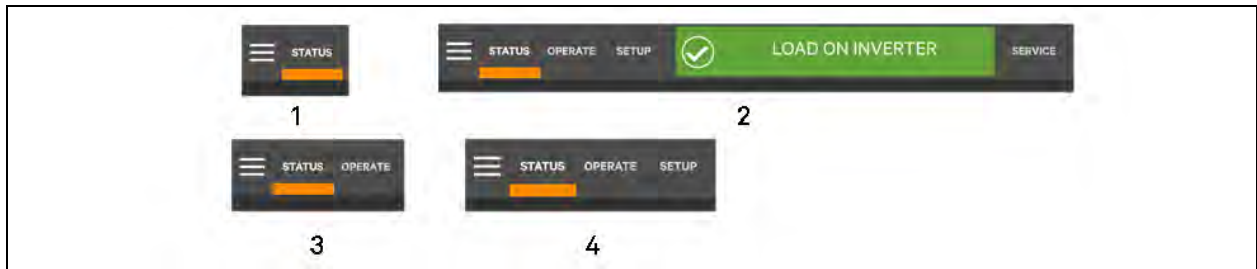 STATUS
STATUS OPERATE SETUP LOAD ON INVERTER SERVICE
1
2
STATUS OPERATE
STATUS OPERATE SETUP
3
4